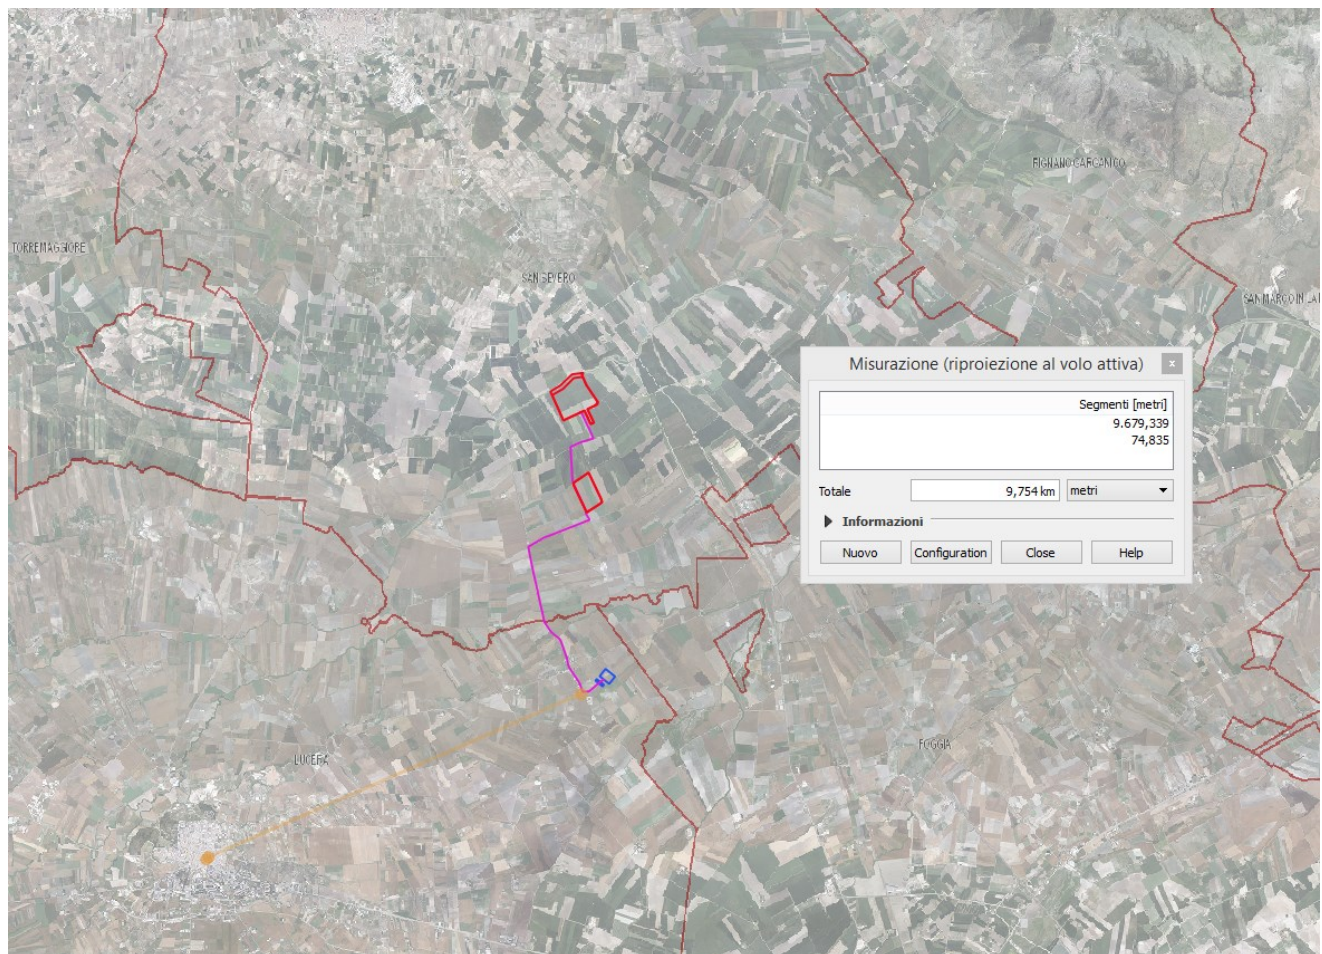 RIGNANO GARGANICO
TORREMAGGIORE
SAN SEVERO
SAN MARCO IN LA
Misurazione (riproiezione al volo attiva)
x
Segmenti [metri]
9.679,339
74,835
Totale
9,754 km
metri
Informazioni
Nuovo
Configuration
Close
Help
FOGGIA
LUCERA